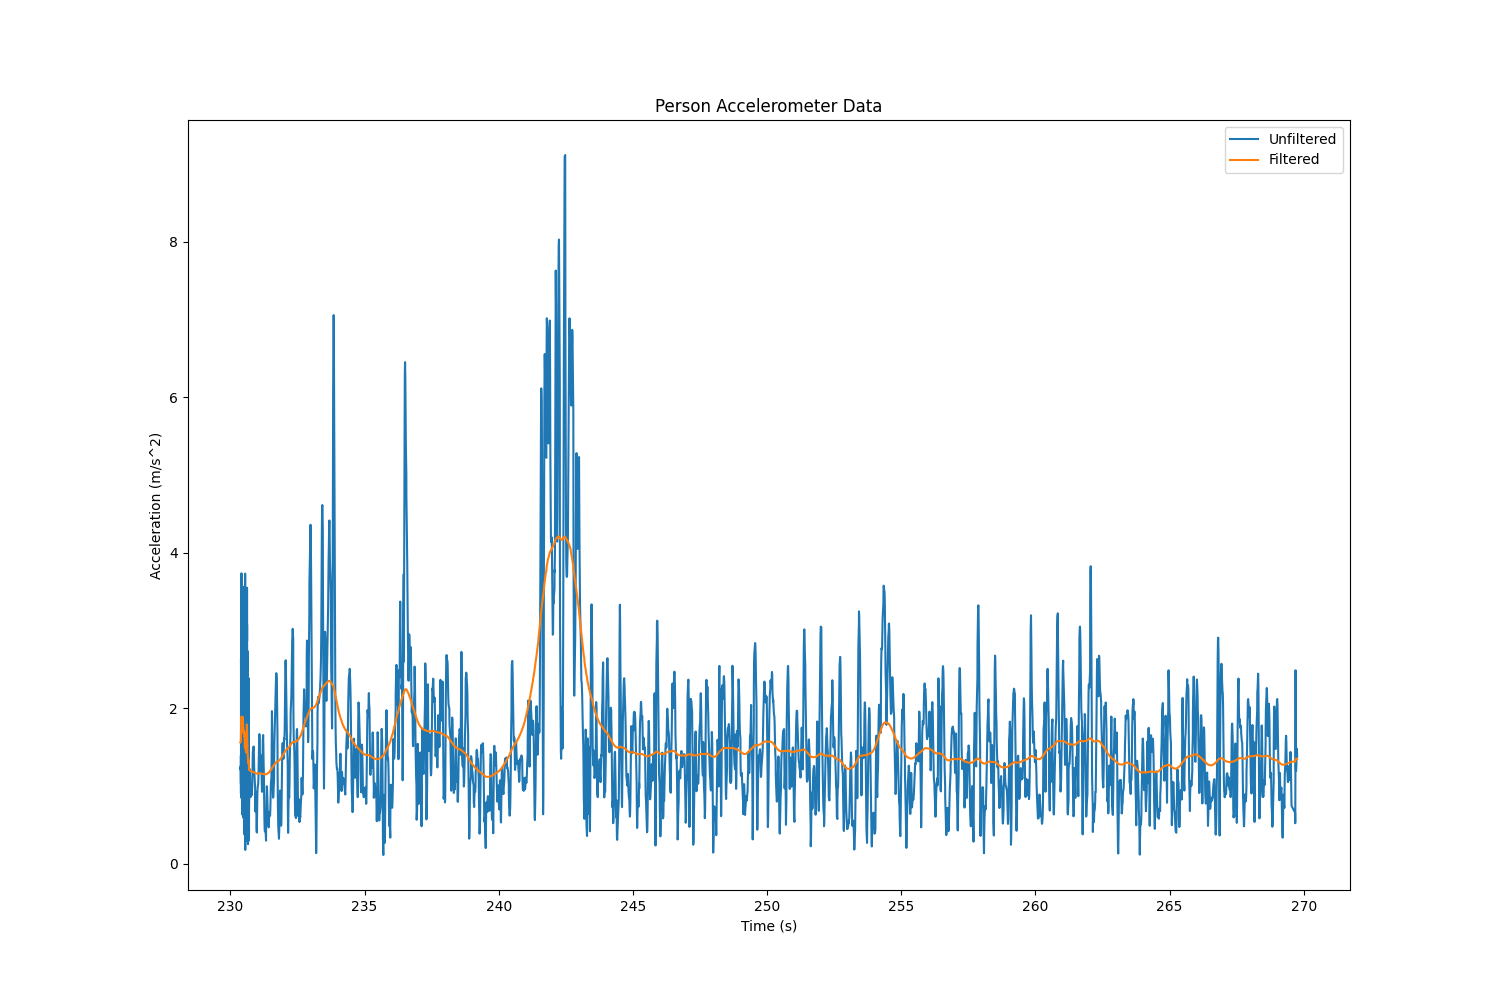 Person Accelerometer Data
Unfiltered
Filtered
Acceleration (m/s^2)
8
6
4
2
0
230 235 240 245 250 255 260 265 270
Time (s)